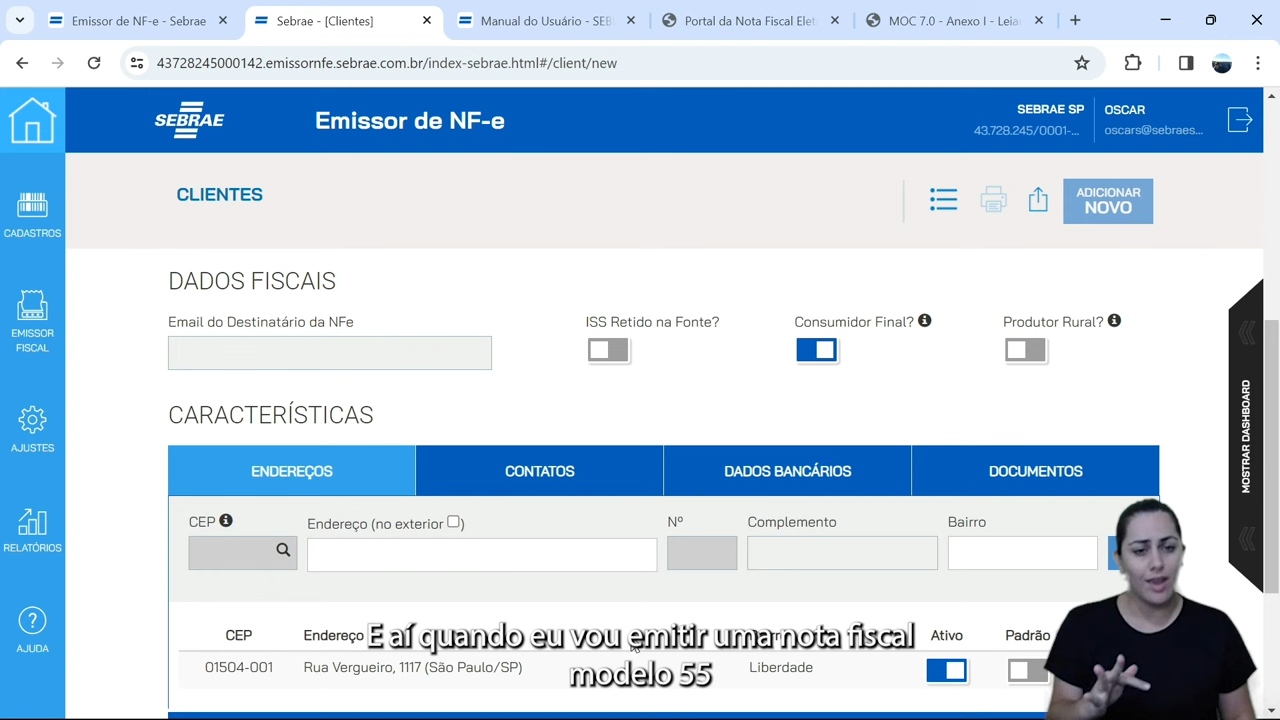 Emissor de NF-e - Sebrae
Sebrae - [Clientes]
Manual do Usuário - SEB
Portal da Nota Fiscal Elet
MOC 7.0 - Anexo I - Leia
43728245000142.emissornfe.sebrae.com.br/index-sebrae.html#/client/new
SEBRAE
Emissor de NF-e
SEBRAE SP
43.728.245/0001-...
OSCAR
oscars@sebraes...
CADASTROS
EMISSOR
FISCAL
AJUSTES
RELATÓRIOS
AJUDA
CLIENTES
ADICIONAR
NOVO
DADOS FISCAIS
Email do Destinatário da NFe
ISS Retido na Fonte?
Consumidor Final?
Produtor Rural?
CARACTERÍSTICAS
ENDEREÇOS
CONTATOS
DADOS BANCÁRIOS
DOCUMENTOS
MOSTRAR DASHBOARD
CEP
Endereço (no exterior )
Nº
Complemento
Bairro
CEP
Endereço
Ativo
Padrão
01504-001
Rua Vergueiro, 1117 (São Paulo/SP)
Liberdade
E aí quando eu vou emitir uma nota fiscal
modelo 55